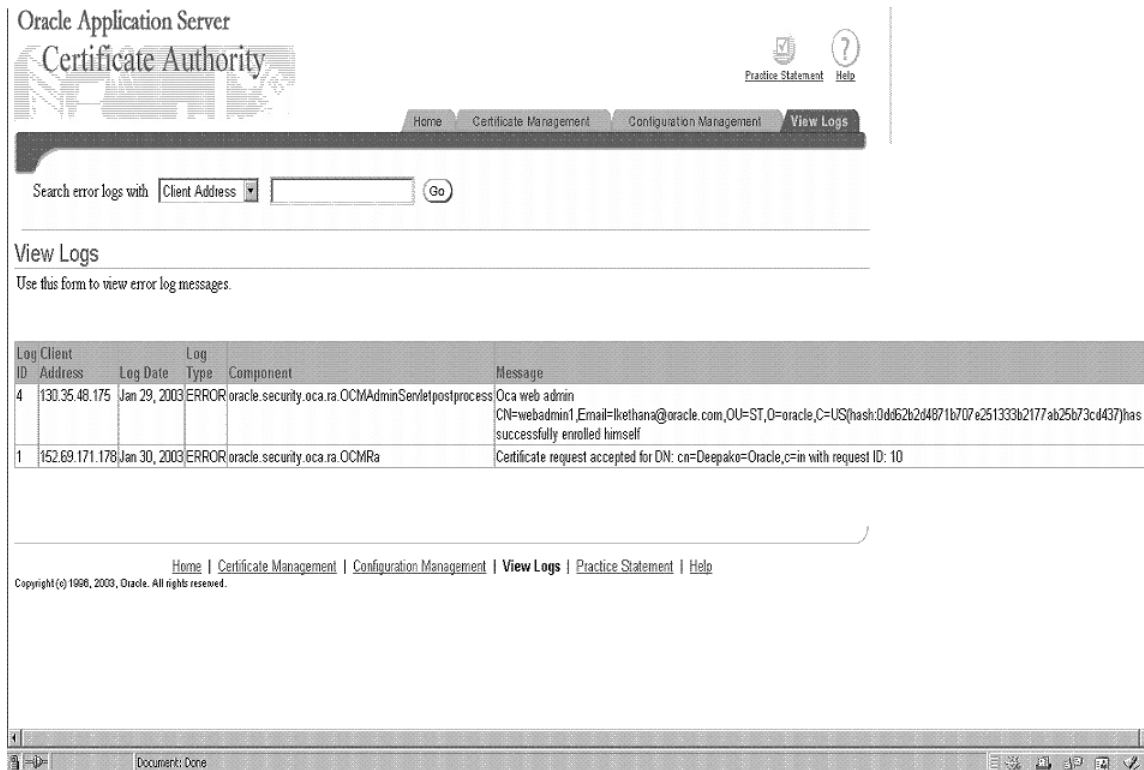 Oracle Application Server
Certificate Authority
Practice Statement Help
Home Certificate Management Configuration Management View Logs
Search error logs with Client Address Go
View Logs
Use this form to view error log messages.
Log ID Client Address Log Date Log Type Component Message
4 130.35.48.175 Jan 29, 2003 ERROR oracle.security.oca.ra.OCMAdminServletpostprocess Oca web admin
CN=webadmin1,Email=lkethana@oracle.com,OU=ST,O=oracle,C=US(hash:0dd62b2d4871b707e251333b2177ab25b73cd437)has
successfully enrolled himself
1 152.69.171.178 Jan 30, 2003 ERROR oracle.security.oca.ra.OCMRa Certificate request accepted for DN: cn=Deepako=Oracle,c=in with request ID: 10
Home | Certificate Management | Configuration Management | View Logs | Practice Statement | Help
Copyright (c) 1996, 2003, Oracle. All rights reserved.
Document: Done